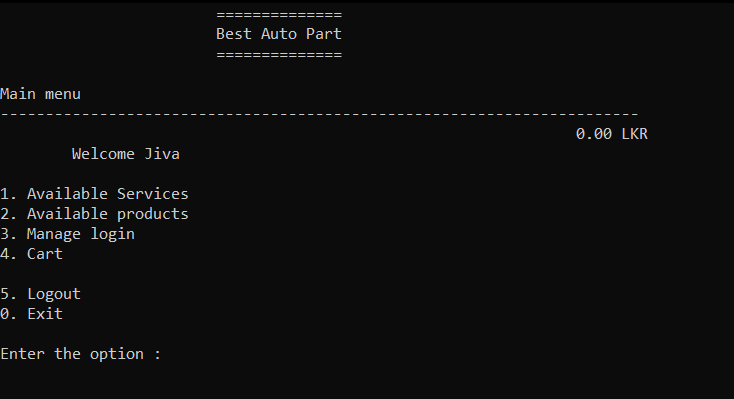 ==============
Best Auto Part
==============
Main menu
-----------------------------------------------------------------------
0.00 LKR
Welcome Jiva
1. Available Services
2. Available products
3. Manage login
4. Cart
5. Logout
0. Exit
Enter the option :